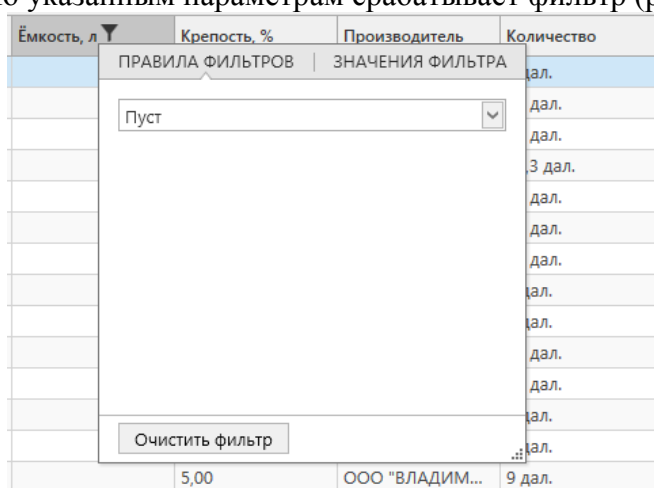 указанным параметрам срабатывает фильтр
Ёмкость, л Крепость, % Производитель Количество
ПРАВИЛА ФИЛЬТРОВ | ЗНАЧЕНИЯ ФИЛЬТРА
дал.
Пуст
дал.
дал.
,3 дал.
дал.
дал.
дал.
дал.
дал.
дал.
дал.
дал.
Очистить фильтр
дал.
5,00 ООО "ВЛАДИМ... 9 дал.